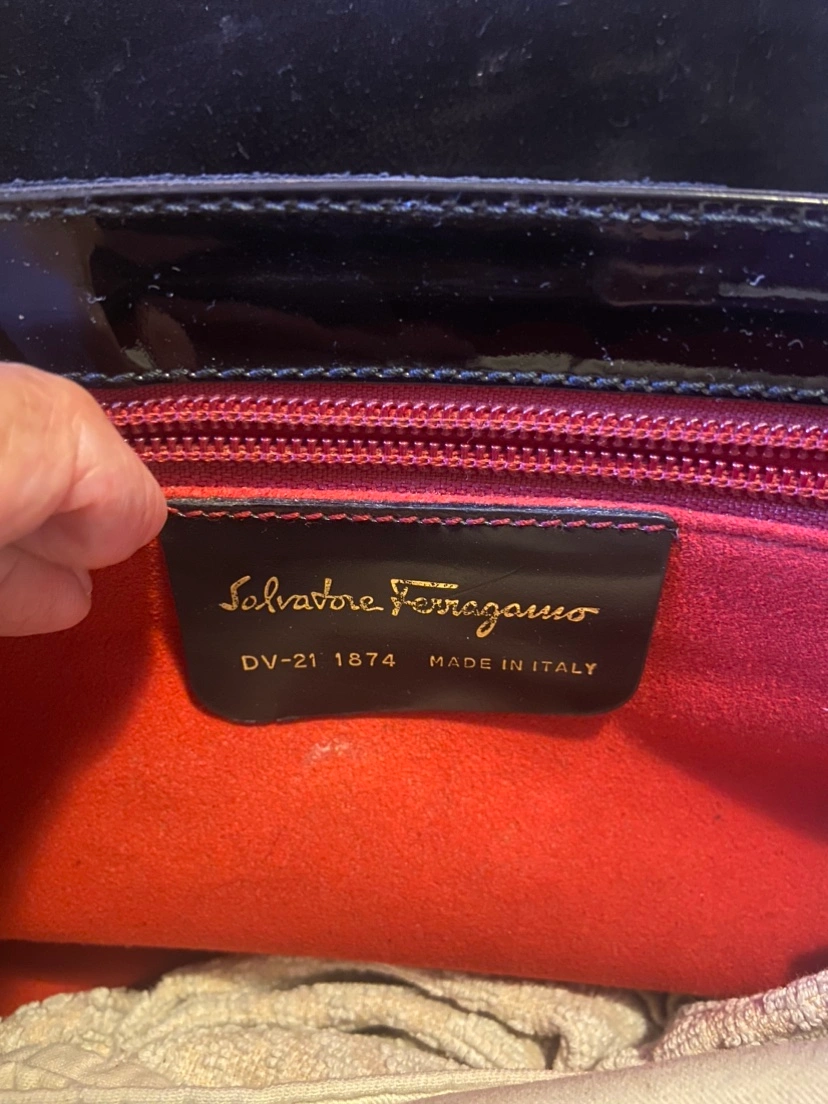 Salvatore Ferragamo
DV-21 1874 MADE IN ITALY